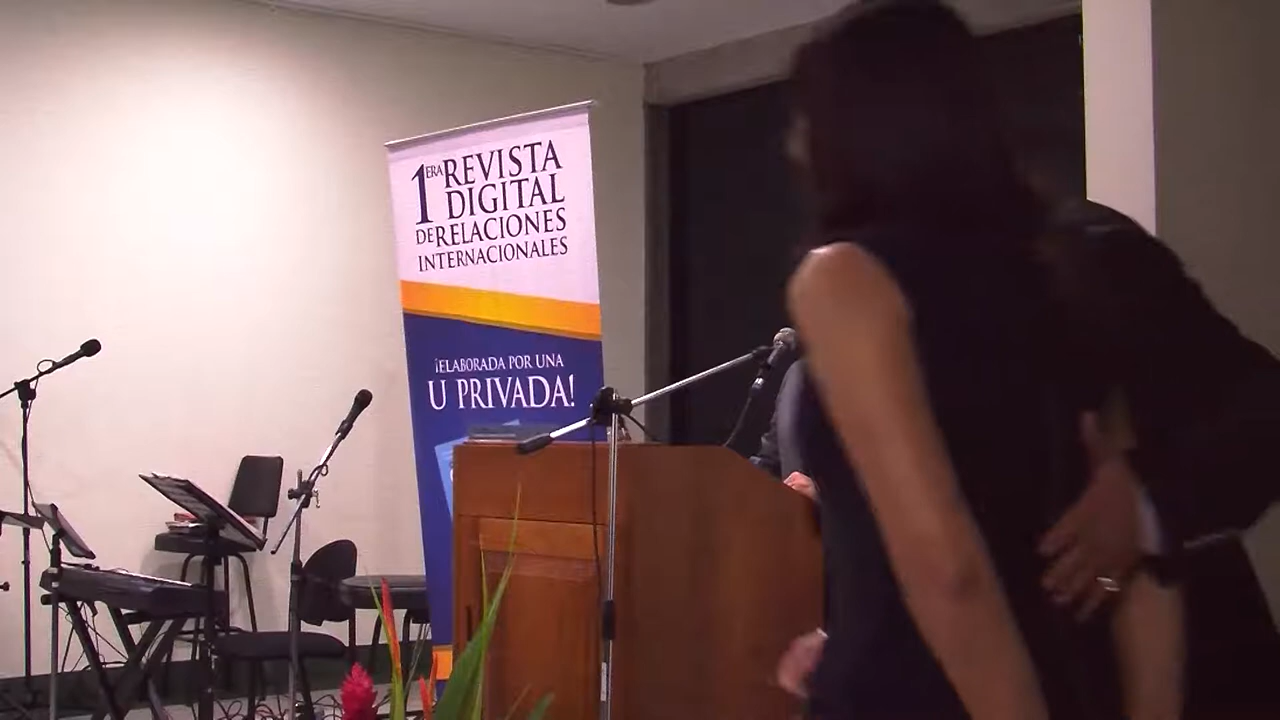 1ERA REVISTA
DIGITAL
DE RELACIONES
INTERNACIONALES
¡ELABORADA POR UNA
U PRIVADA!